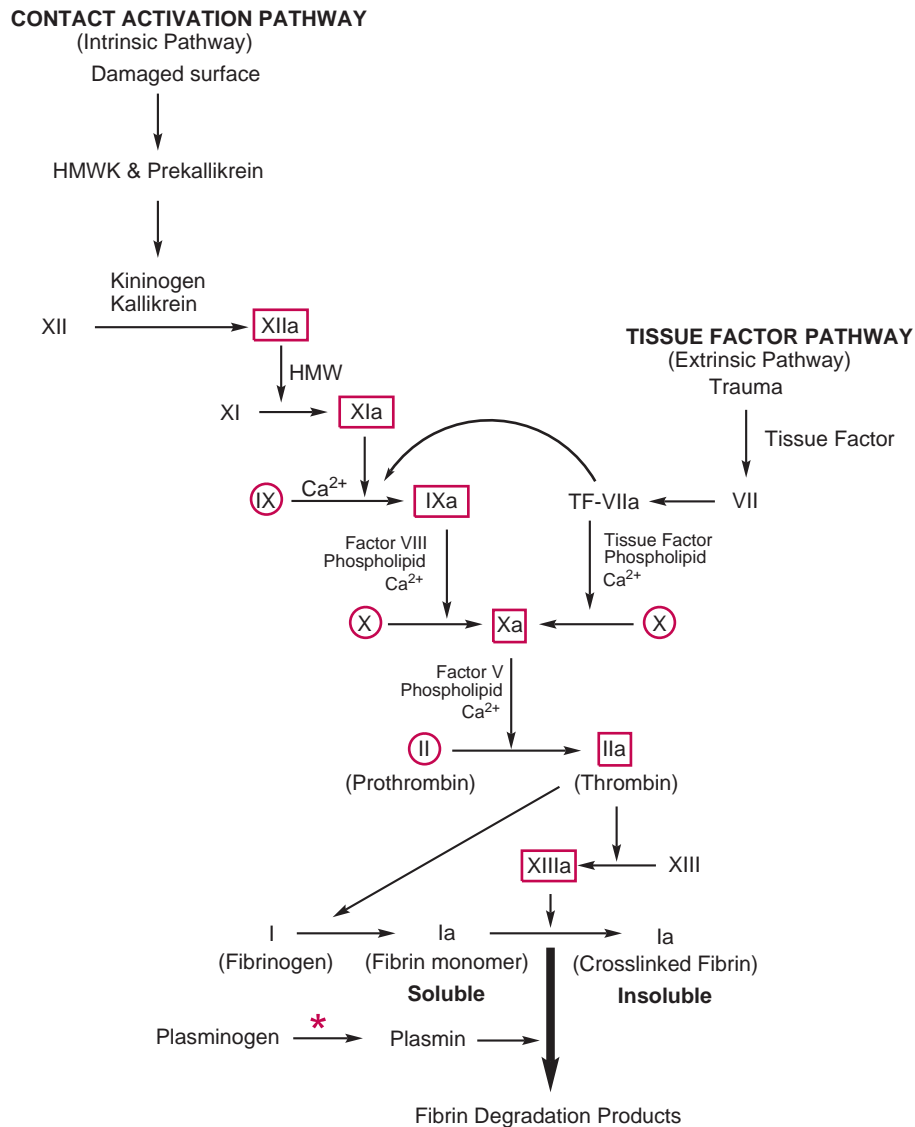 CONTACT ACTIVATION PATHWAY
(Intrinsic Pathway)
Damaged surface
HMWK & Prekallikrein
Kininogen
Kallikrein
XII
XIIa
TISSUE FACTOR PATHWAY
(Extrinsic Pathway)
Trauma
HMW
XI
XIa
Tissue Factor
IX
Ca²⁺
IXa
TF-VIIa
VII
Factor VIII
Phospholipid
Ca²⁺
Tissue Factor
Phospholipid
Ca²⁺
X
Xa
X
Factor V
Phospholipid
Ca²⁺
II
IIa
(Prothrombin)
(Thrombin)
XIIIa
XIII
I
Ia
Ia
(Fibrinogen)
(Fibrin monomer)
(Crosslinked Fibrin)
Soluble
Insoluble
Plasminogen
*
Plasmin
Fibrin Degradation Products